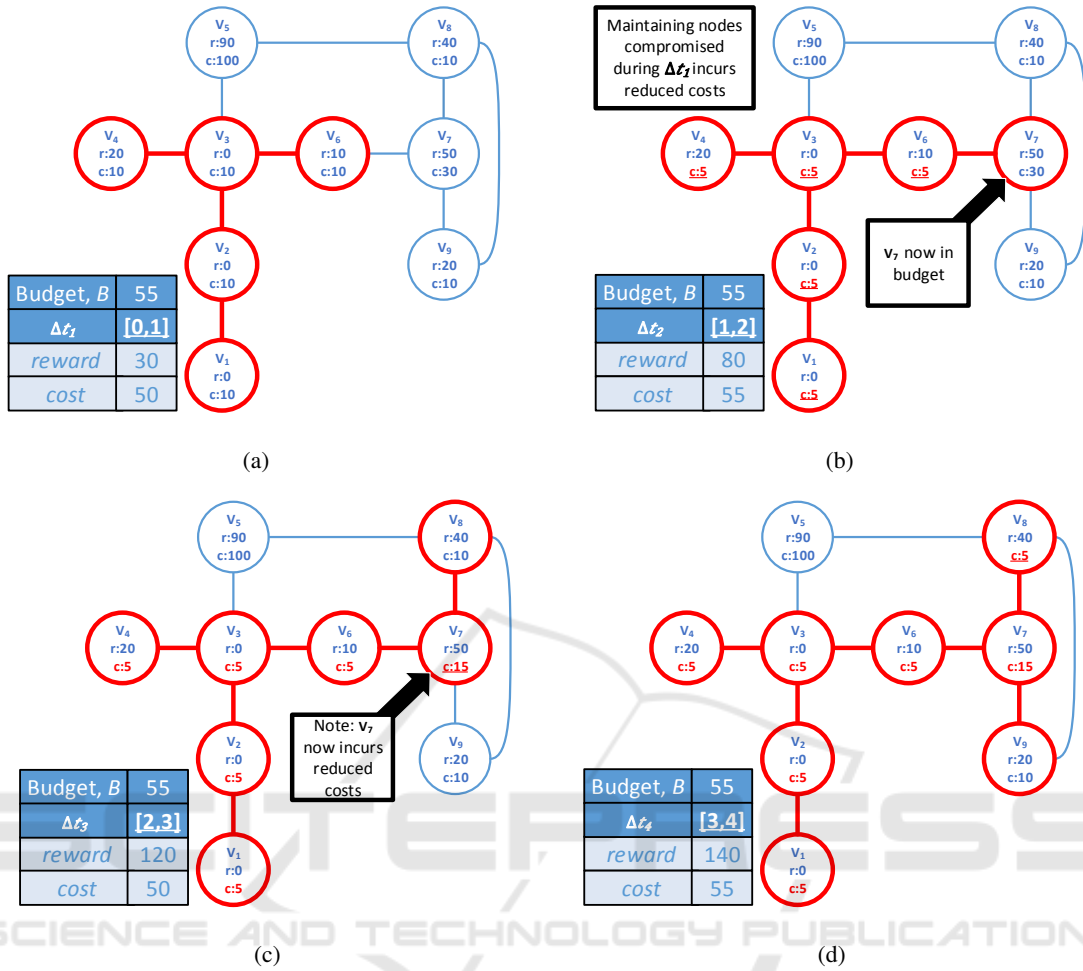 V5
r:90
c:100
V8
r:40
c:10
V4
r:20
c:10
V3
r:0
c:10
V6
r:10
c:10
V7
r:50
c:30
V2
r:0
c:10
V9
r:20
c:10
V1
r:0
c:10
Budget, B 55
Δt1 [0,1]
reward 30
cost 50
(a)
Maintaining nodes
compromised
during Δt1 incurs
reduced costs
V5
r:90
c:100
V8
r:40
c:10
V4
r:20
c:5
V3
r:0
c:5
V6
r:10
c:5
V7
r:50
c:30
V2
r:0
c:5
V9
r:20
c:10
V1
r:0
c:5
v7 now in
budget
Budget, B 55
Δt2 [1,2]
reward 80
cost 55
(b)
V5
r:90
c:100
V8
r:40
c:10
V4
r:20
c:5
V3
r:0
c:5
V6
r:10
c:5
V7
r:50
c:15
V2
r:0
c:5
V9
r:20
c:10
V1
r:0
c:5
Note: v7
now incurs
reduced
costs
Budget, B 55
Δt3 [2,3]
reward 120
cost 50
(c)
V5
r:90
c:100
V8
r:40
c:5
V4
r:20
c:5
V3
r:0
c:5
V6
r:10
c:5
V7
r:50
c:15
V2
r:0
c:5
V9
r:20
c:10
V1
r:0
c:5
Budget, B 55
Δt4 [3,4]
reward 140
cost 55
(d)
SCITEPRESS
SCIENCE AND TECHNOLOGY PUBLICATIONS